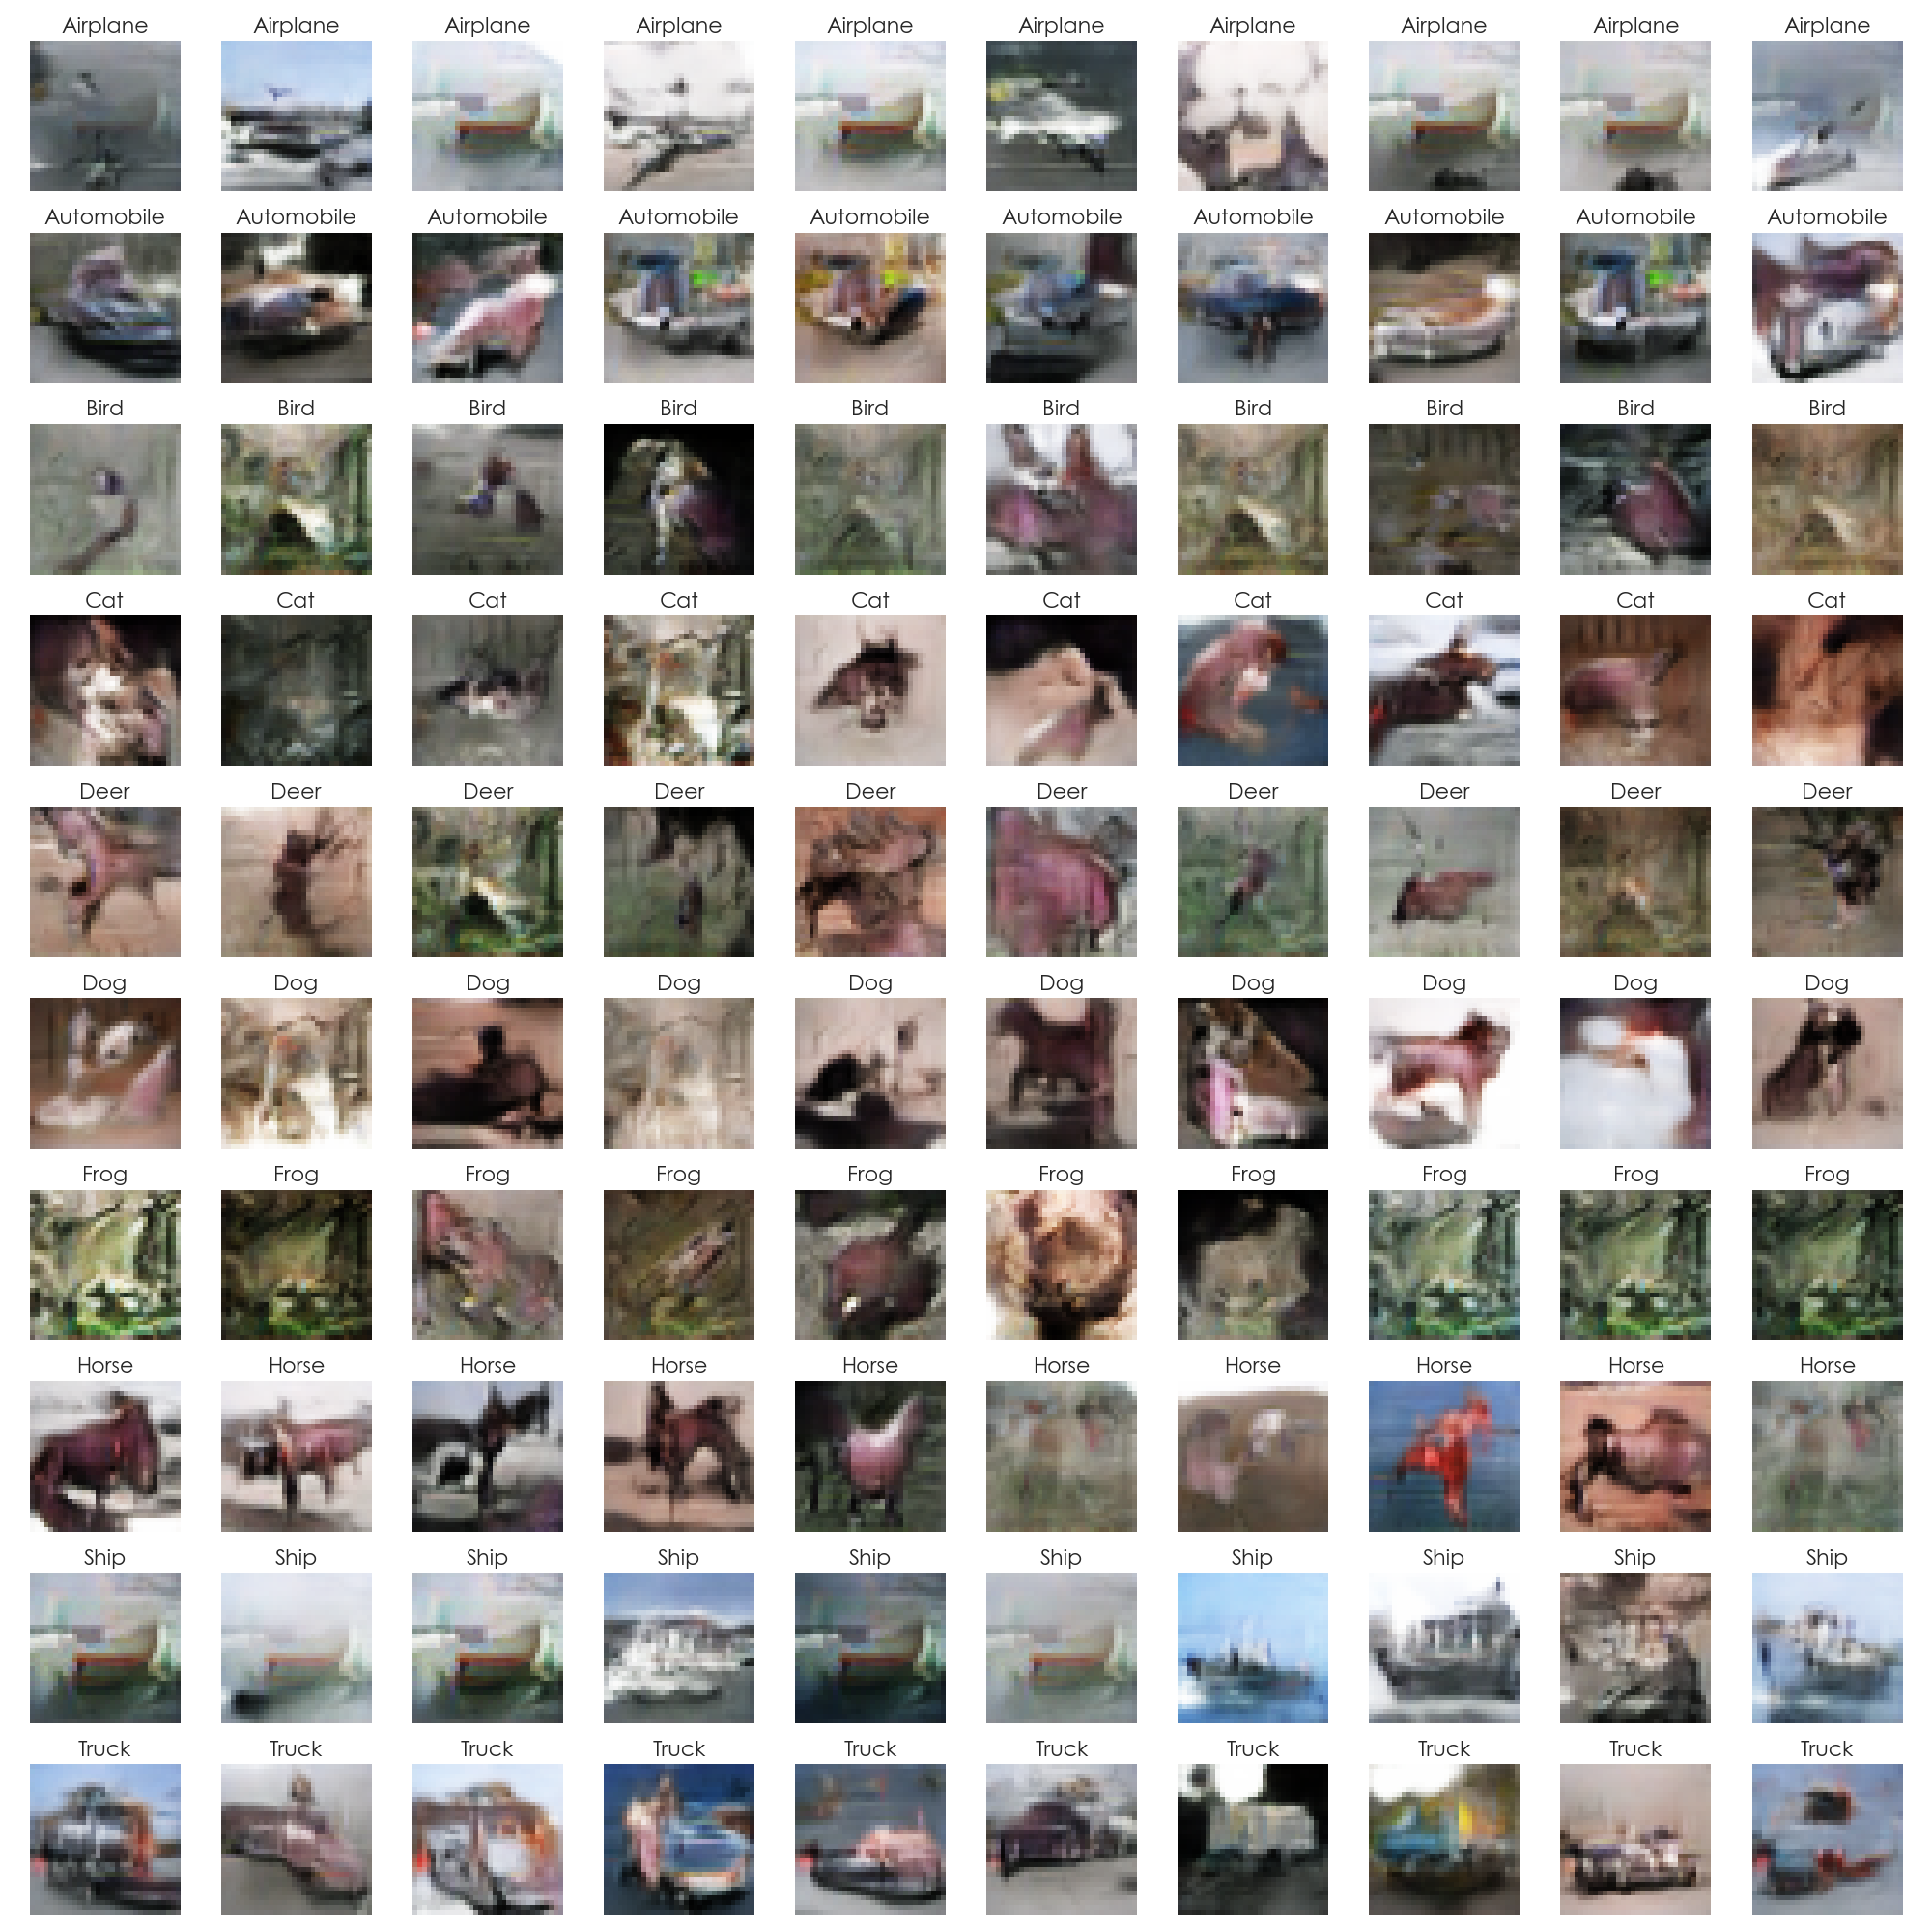 Airplane Airplane Airplane Airplane Airplane Airplane Airplane Airplane Airplane Airplane
Automobile Automobile Automobile Automobile Automobile Automobile Automobile Automobile Automobile Automobile
Bird Bird Bird Bird Bird Bird Bird Bird Bird Bird
Cat Cat Cat Cat Cat Cat Cat Cat Cat Cat
Deer Deer Deer Deer Deer Deer Deer Deer Deer Deer
Dog Dog Dog Dog Dog Dog Dog Dog Dog Dog
Frog Frog Frog Frog Frog Frog Frog Frog Frog Frog
Horse Horse Horse Horse Horse Horse Horse Horse Horse Horse
Ship Ship Ship Ship Ship Ship Ship Ship Ship Ship
Truck Truck Truck Truck Truck Truck Truck Truck Truck Truck